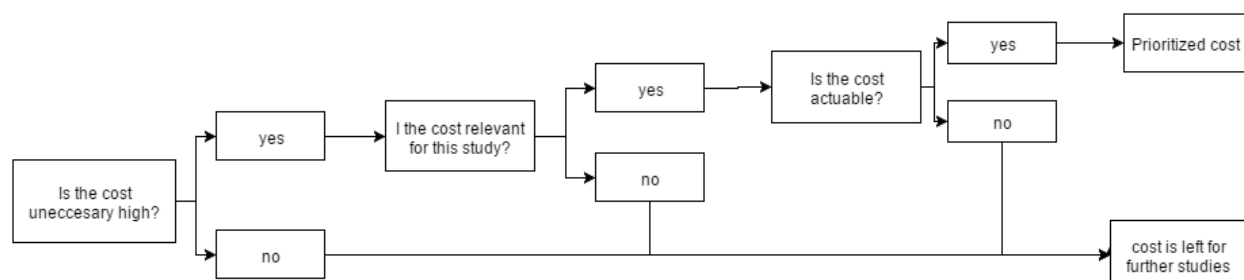 Is the cost
uneccesary high?
yes
no
I the cost relevant
for this study?
yes
no
Is the cost
actuable?
yes
no
Prioritized cost
cost is left for
further studies